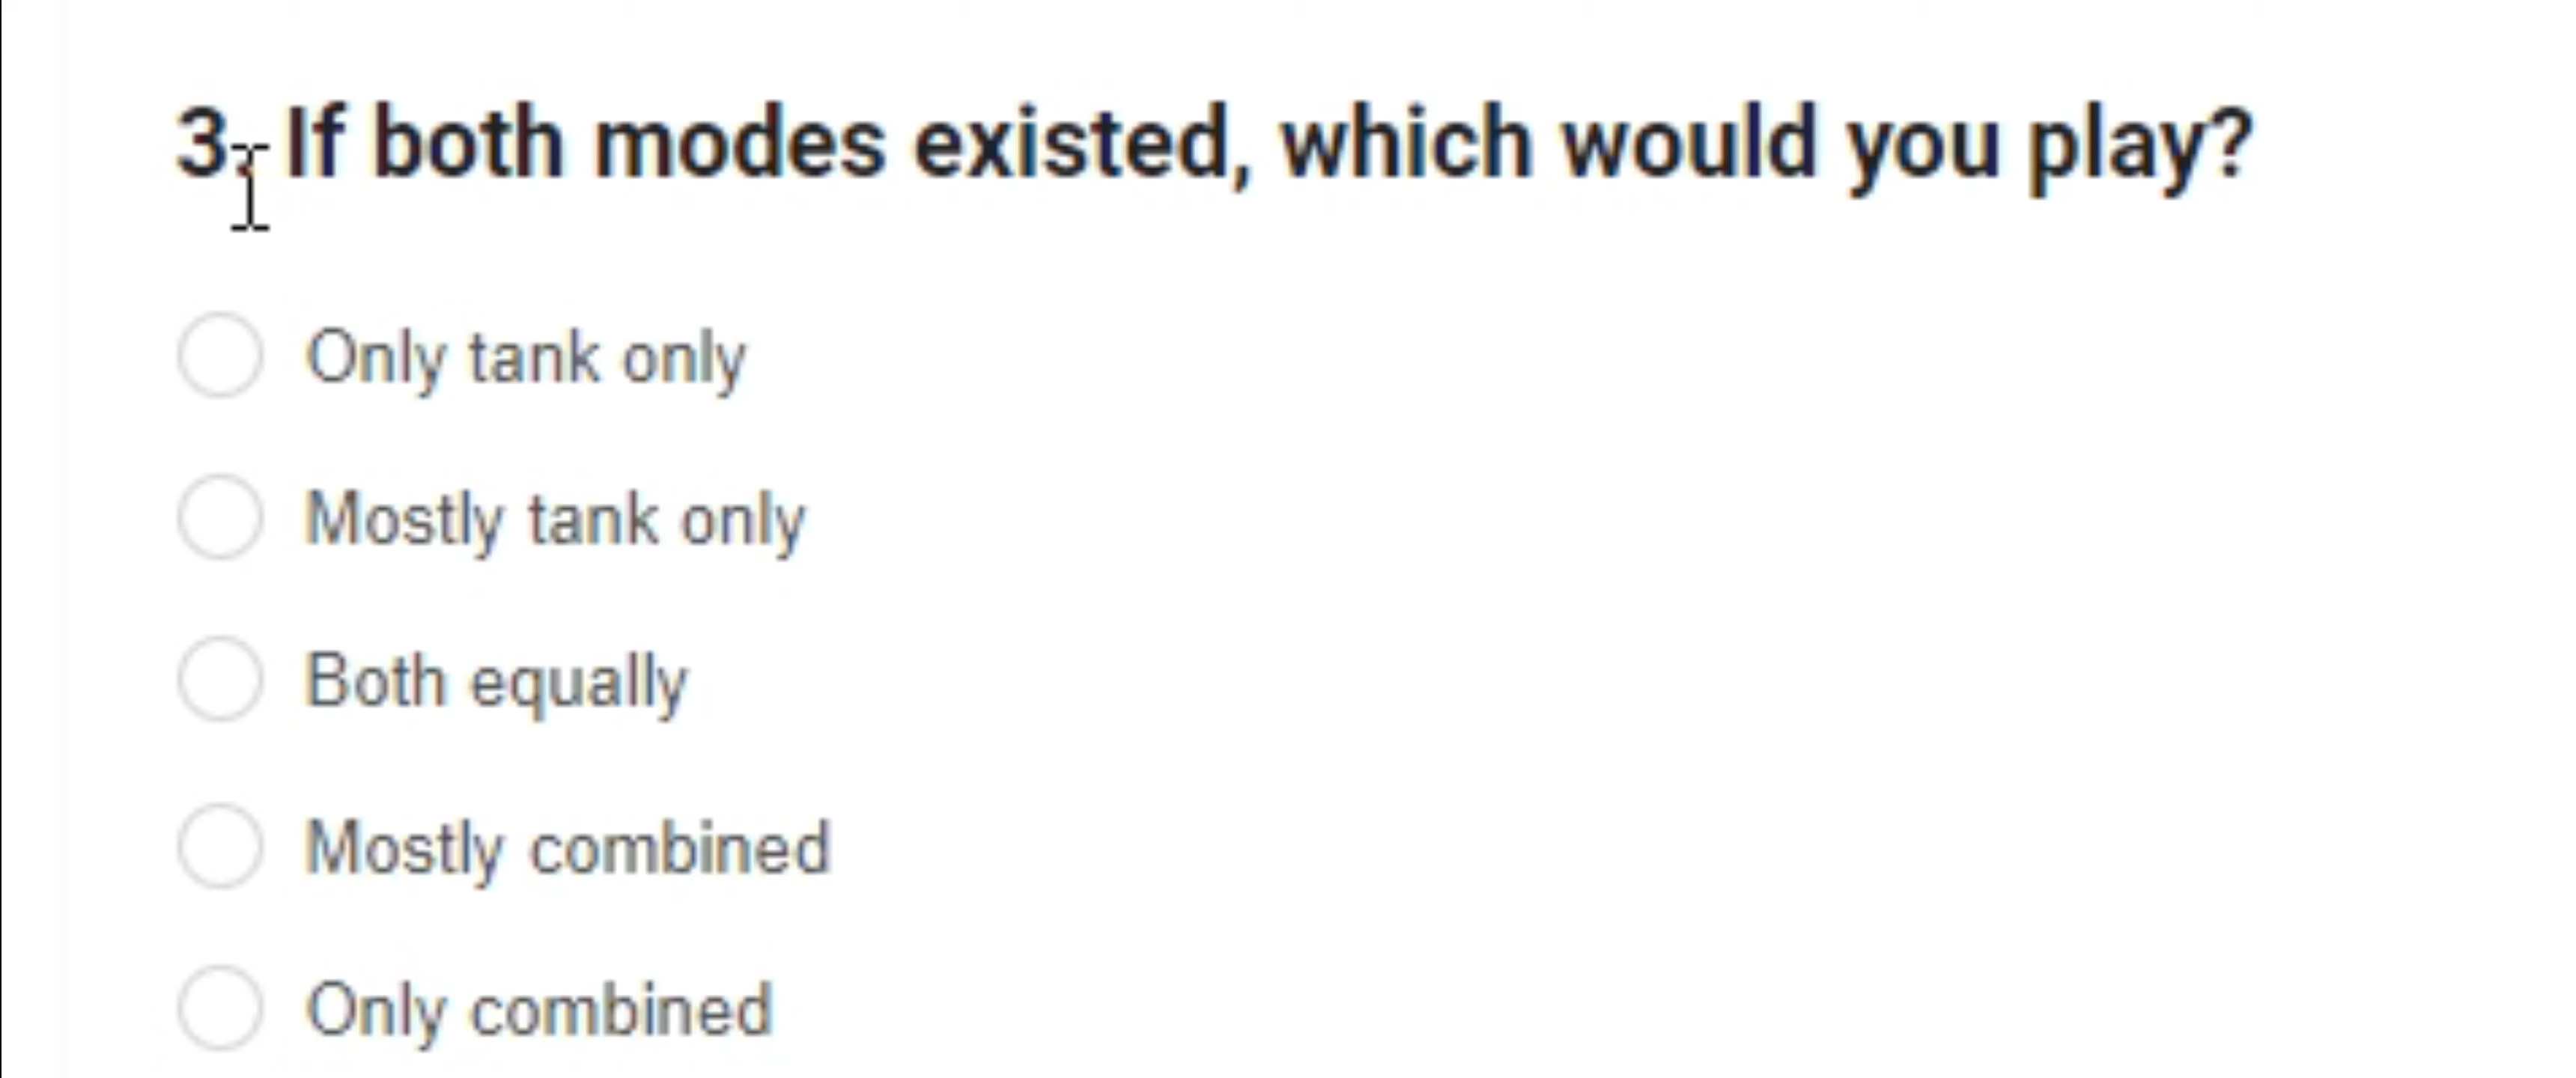 3. If both modes existed, which would you play?
Only tank only
Mostly tank only
Both equally
Mostly combined
Only combined